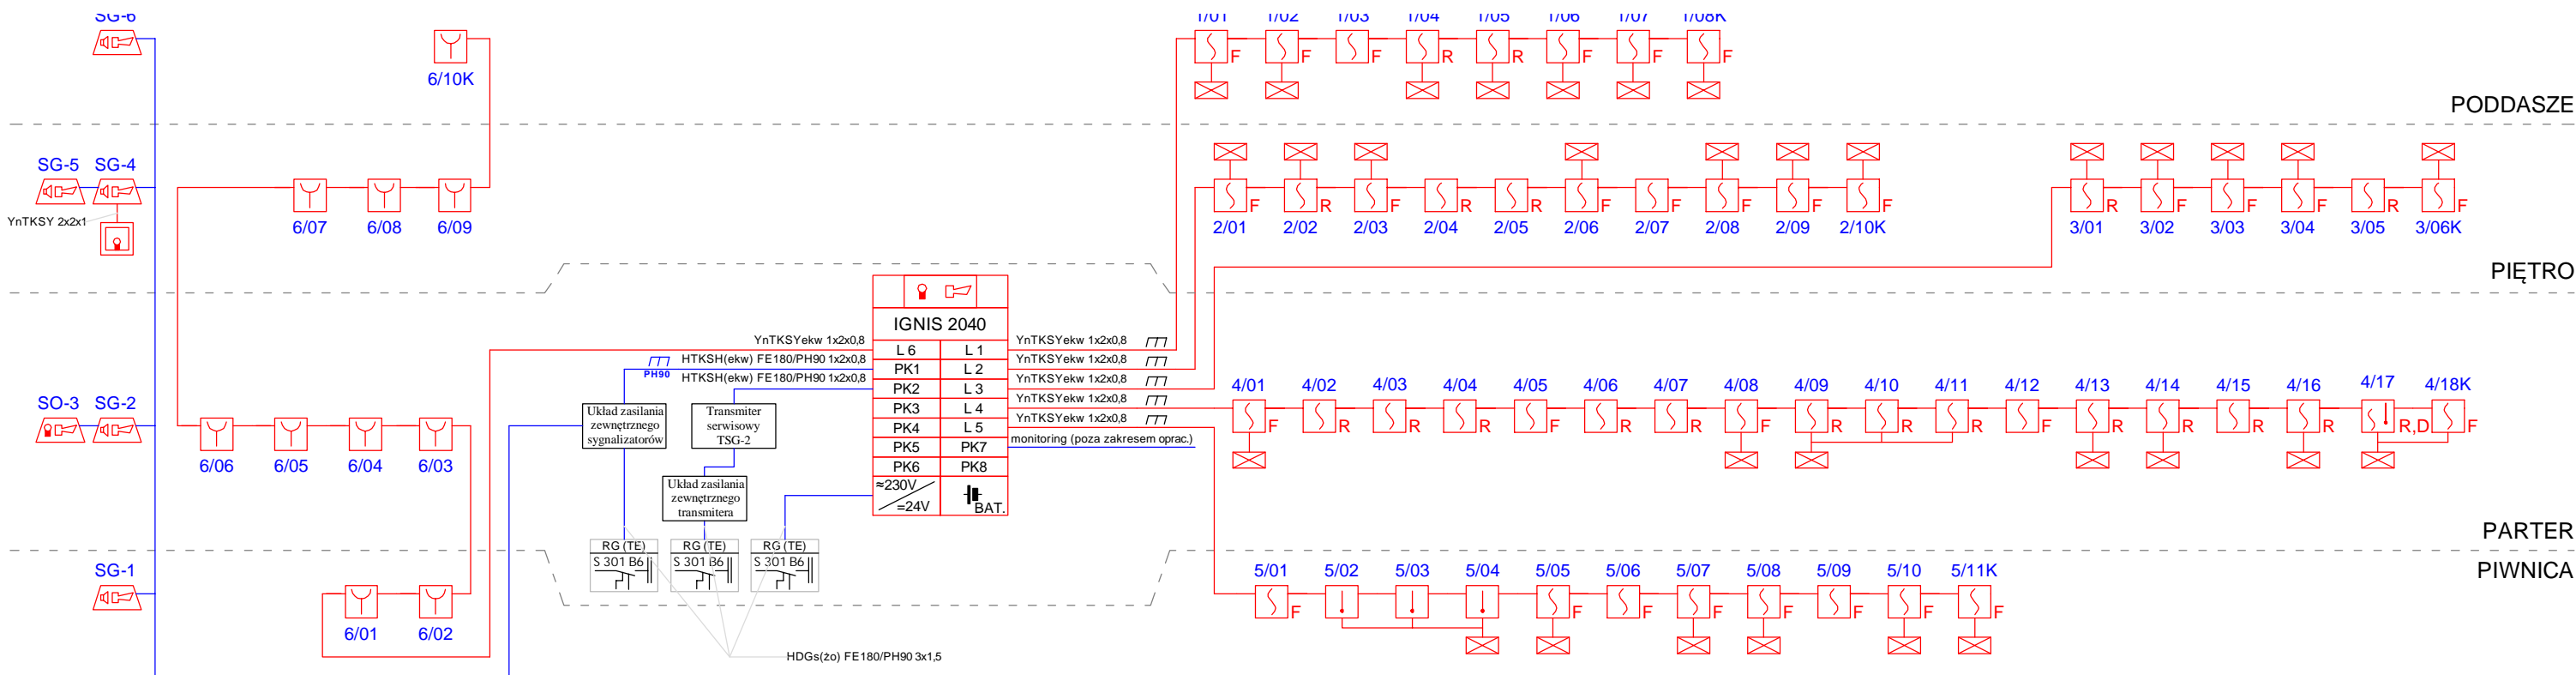 SG-6
6/10K
1/01 1/02 1/03 1/04 1/05 1/06 1/07 1/08K
F F F R R F F F
PODDASZE
SG-5 SG-4
YnTKSY 2x2x1
6/07 6/08 6/09
F R F R R F F F F F
2/01 2/02 2/03 2/04 2/05 2/06 2/07 2/08 2/09 2/10K
R F F F R F
3/01 3/02 3/03 3/04 3/05 3/06K
PIĘTRO
IGNIS 2040
YnTKSYekw 1x2x0,8
HTKSH(ekw) FE180/PH90 1x2x0,8
PH90
HTKSH(ekw) FE180/PH90 1x2x0,8
L 6 L 1
PK1 L 2
PK2 L 3
PK3 L 4
PK4 L 5
PK5 PK7
PK6 PK8
≈230V
=24V
BAT.
YnTKSYekw 1x2x0,8
YnTKSYekw 1x2x0,8
YnTKSYekw 1x2x0,8
YnTKSYekw 1x2x0,8
YnTKSYekw 1x2x0,8
monitoring (poza zakresem oprac.)
Układ zasilania
zewnętrznego
sygnalizatorów
Transmiter
serwisowy
TSG-2
Układ zasilania
zewnętrznego
transmitera
SO-3 SG-2
6/06 6/05 6/04 6/03
4/01 4/02 4/03 4/04 4/05 4/06 4/07 4/08 4/09 4/10 4/11 4/12 4/13 4/14 4/15 4/16 4/17 4/18K
F R R R F R R F R R R F R R R R R,D F
PARTER
RG (TE) RG (TE) RG (TE)
S 301 B6 S 301 B6 S 301 B6
HDGs(żo) FE180/PH90 3x1,5
PIWNICA
SG-1
6/01 6/02
5/01 5/02 5/03 5/04 5/05 5/06 5/07 5/08 5/09 5/10 5/11K
F F F F F F F F